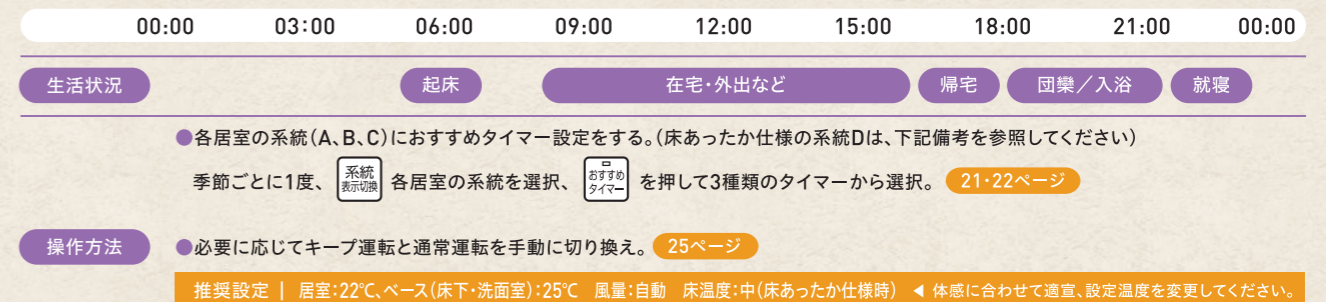 00:00 03:00 06:00 09:00 12:00 15:00 18:00 21:00 00:00
生活状況 起床 在宅・外出など 帰宅 団欒／入浴 就寝
●各居室の系統(A、B、C)におすすめタイマー設定をする。(床あったか仕様の系統Dは、下記備考を参照してください)
季節ごとに1度、 系統 表示切換 各居室の系統を選択、 おすすめ タイマー を押して3種類のタイマーから選択。 21・22ページ
操作方法 ●必要に応じてキープ運転と通常運転を手動に切り換え。 25ページ
推奨設定 | 居室:22℃、ベース(床下・洗面室):25℃ 風量:自動 床温度:中(床あったか仕様時) ◀ 体感に合わせて適宜、設定温度を変更してください。